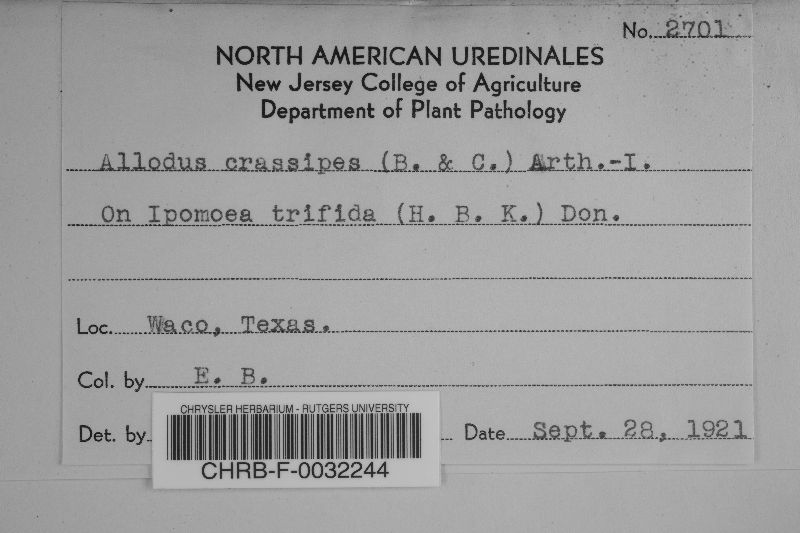 No. 2701
NORTH AMERICAN UREDINALES
New Jersey College of Agriculture
Department of Plant Pathology
Allodus crassipes (B. & C.) Arth.-I.
On Ipomoea trifida (H. B. K.) Don.
Loc. Waco, Texas.
Col. by E. B.
Det. by Date Sept. 28, 1921
CHRYSLER HERBARIUM - RUTGERS UNIVERSITY
CHRB-F-0032244